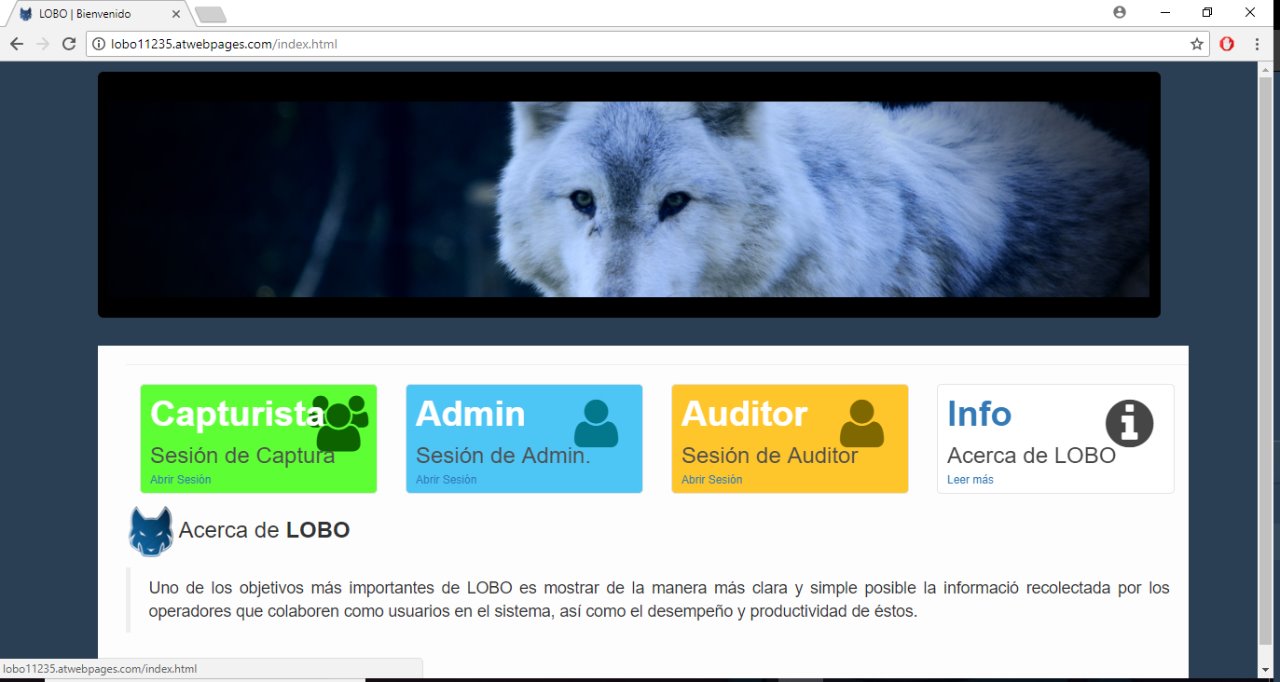 LOBO | Bienvenido
lobo11235.atwebpages.com/index.html
Capturista
Sesión de Captura
Abrir Sesión
Admin
Sesión de Admin.
Abrir Sesión
Auditor
Sesión de Auditor
Abrir Sesión
Info
Acerca de LOBO
Leer más
Acerca de LOBO
Uno de los objetivos más importantes de LOBO es mostrar de la manera más clara y simple posible la informació recolectada por los
operadores que colaboren como usuarios en el sistema, así como el desempeño y productividad de éstos.
lobo11235.atwebpages.com/index.html